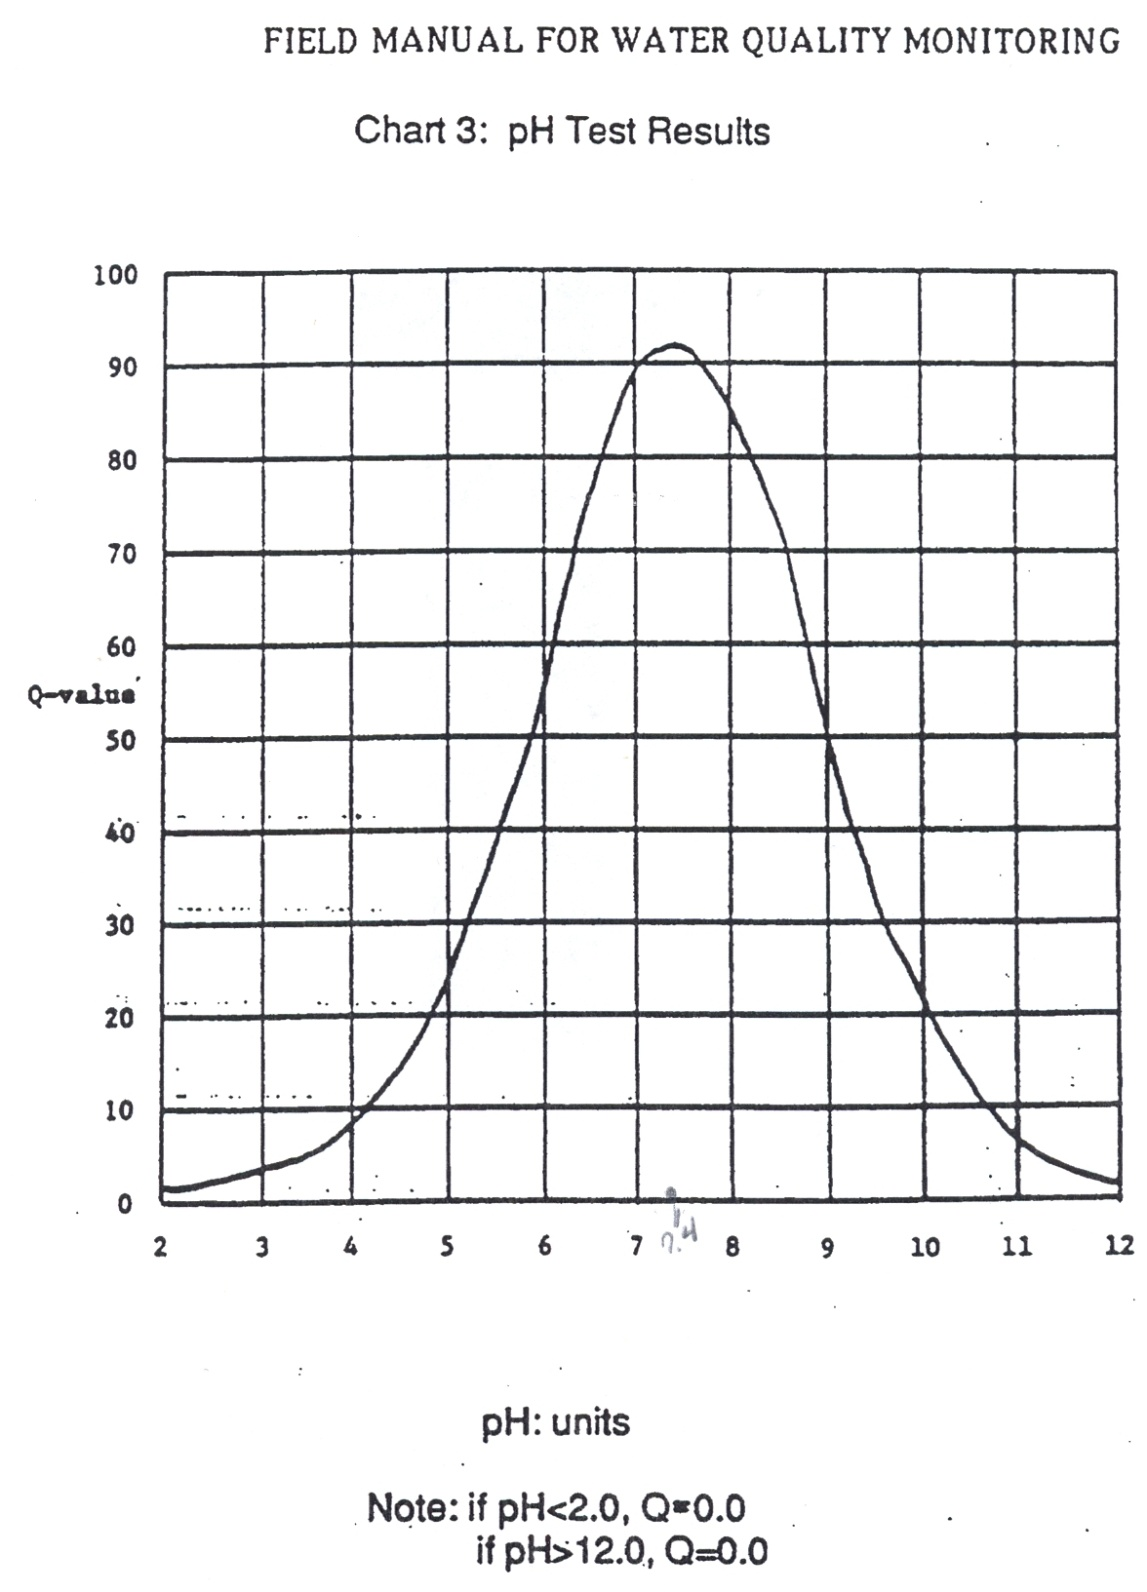 FIELD MANUAL FOR WATER QUALITY MONITORING
Chart 3: pH Test Results
100
90
80
70
60
Q-value
50
40
30
20
10
0
2 3 4 5 6 7 7.4 8 9 10 11 12
pH: units
Note: if pH<2.0, Q=0.0
if pH>12.0, Q=0.0